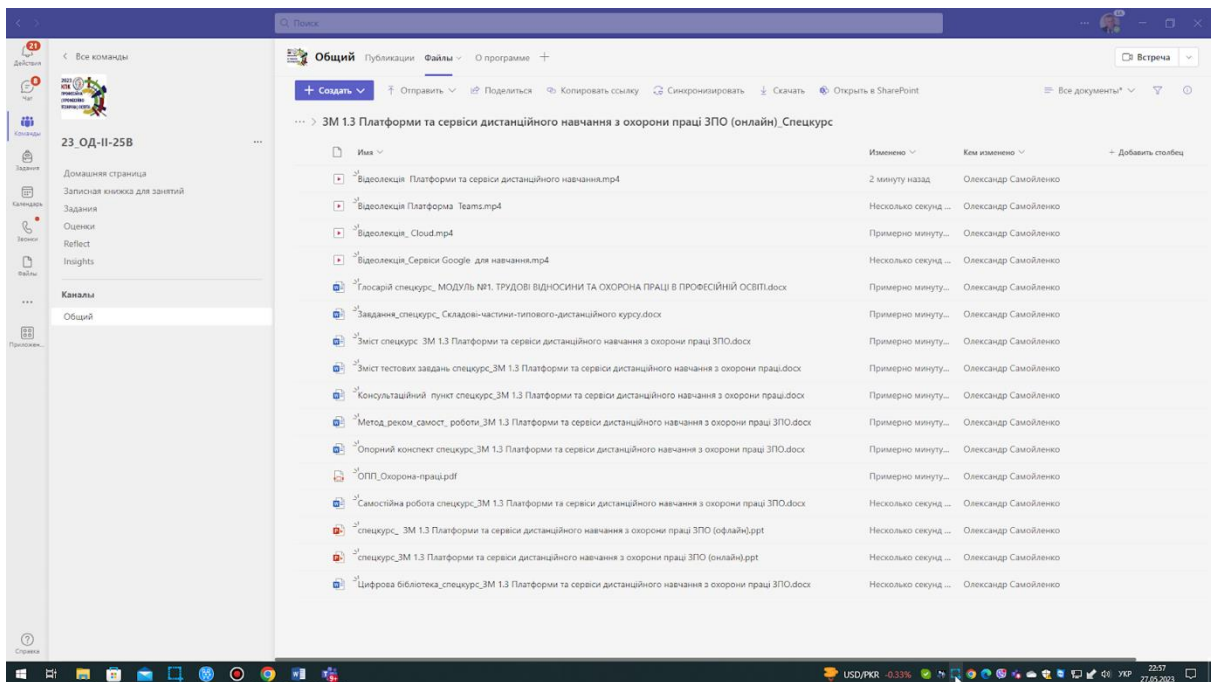 Поиск
Общий Публикации Файлы О программе
Встреча
21
Действия
Чат
Команды
Задания
Календарь
Звонки
Файлы
Приложен...
Справка
Все команды
23_ОД-ІІ-25В
Домашняя страница
Записная книжка для занятий
Задания
Оценки
Reflect
Insights
Каналы
Общий
Создать Отправить Поделиться Копировать ссылку Синхронизировать Скачать Открыть в SharePoint Все документы*
... > ЗМ 1.3 Платформи та сервіси дистанційного навчання з охорони праці ЗПО (онлайн)_Спецкурс
Имя Изменено Кем изменено + Добавить столбец
Відеолекція Платформи та сервіси дистанційного навчання.mp4 2 минуту назад Олександр Самойленко
Відеолекція Платформа Teams.mp4 Несколько секунд ... Олександр Самойленко
Відеолекція_ Cloud.mp4 Примерно минуту... Олександр Самойленко
Відеолекція_Сервіси Google для навчання.mp4 Несколько секунд ... Олександр Самойленко
Глосарій спецкурс_ МОДУЛЬ №1. ТРУДОВІ ВІДНОСИНИ ТА ОХОРОНА ПРАЦІ В ПРОФЕСІЙНІЙ ОСВІТІ.docx Примерно минуту... Олександр Самойленко
Завдання_спецкурс_ Складові-частини-типового-дистанційного курсу.docx Примерно минуту... Олександр Самойленко
Зміст спецкурс ЗМ 1.3 Платформи та сервіси дистанційного навчання з охорони праці ЗПО.docx Примерно минуту... Олександр Самойленко
Зміст тестових завдань спецкурс_ЗМ 1.3 Платформи та сервіси дистанційного навчання з охорони праці.docx Примерно минуту... Олександр Самойленко
Консультаційний пункт спецкурс_ЗМ 1.3 Платформи та сервіси дистанційного навчання з охорони праці.docx Примерно минуту... Олександр Самойленко
Метод_реком_самост_ роботи_ЗМ 1.3 Платформи та сервіси дистанційного навчання з охорони праці ЗПО.docx Примерно минуту... Олександр Самойленко
Опорний конспект спецкурс_ЗМ 1.3 Платформи та сервіси дистанційного навчання з охорони праці ЗПО.docx Примерно минуту... Олександр Самойленко
ОПП_Охорона-праці.pdf Примерно минуту... Олександр Самойленко
Самостійна робота спецкурс_ЗМ 1.3 Платформи та сервіси дистанційного навчання з охорони праці ЗПО.docx Несколько секунд ... Олександр Самойленко
спецкурс_ ЗМ 1.3 Платформи та сервіси дистанційного навчання з охорони праці ЗПО (офлайн).ppt Несколько секунд ... Олександр Самойленко
спецкурс_ЗМ 1.3 Платформи та сервіси дистанційного навчання з охорони праці ЗПО (онлайн).ppt Несколько секунд ... Олександр Самойленко
Цифрова бібліотека_спецкурс_ЗМ 1.3 Платформи та сервіси дистанційного навчання з охорони праці ЗПО.docx Несколько секунд ... Олександр Самойленко
USD/PKR -0.33% УКР 22:57
27.05.2023